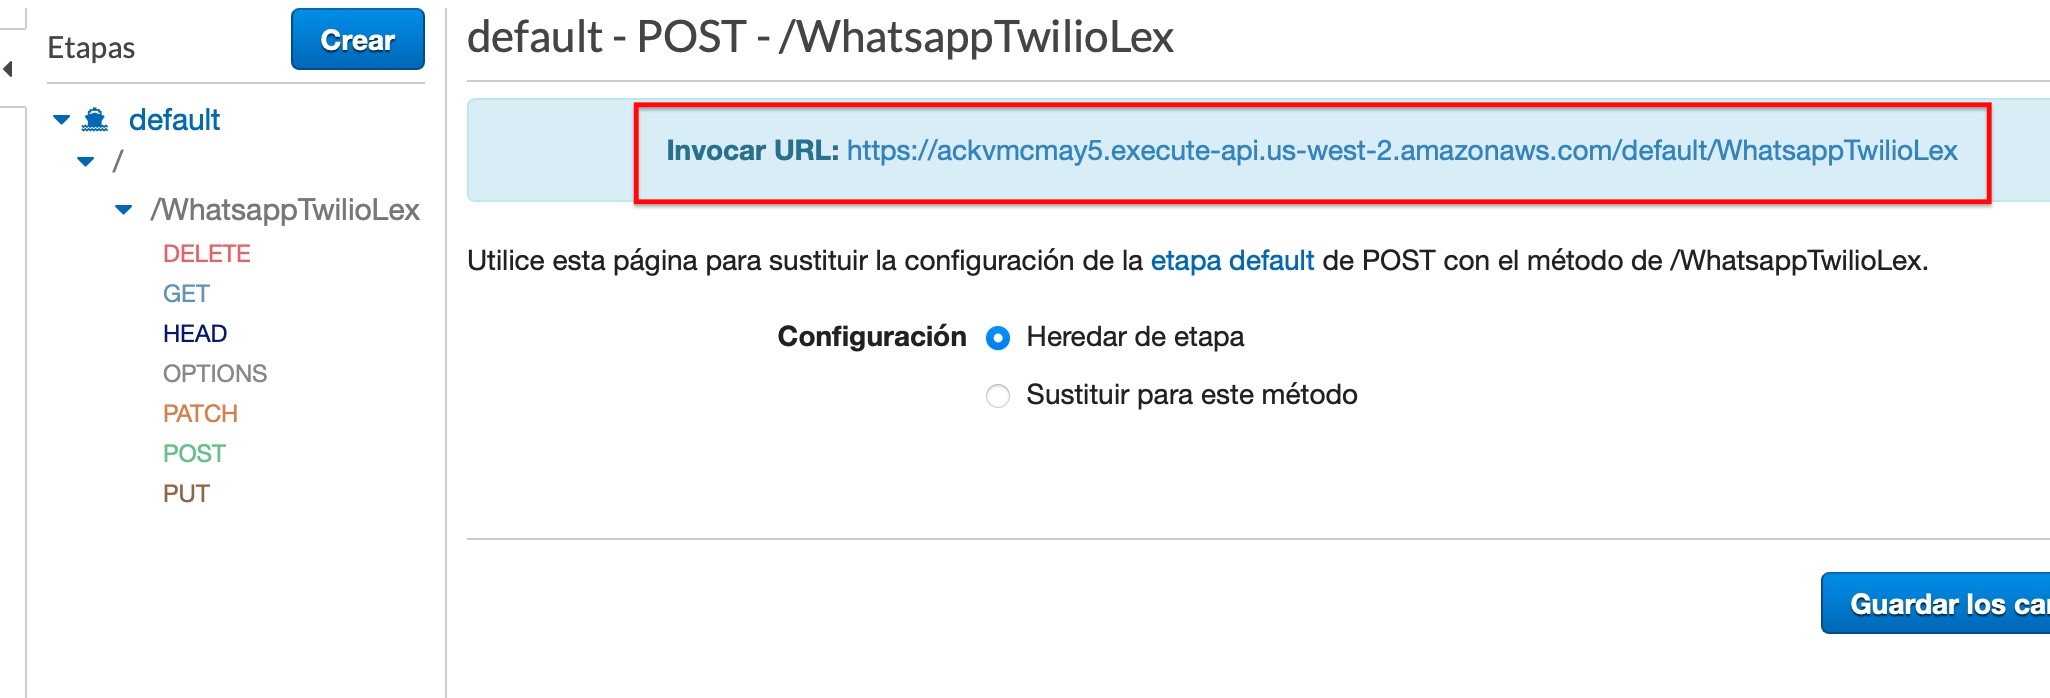 Etapas
Crear
default
/
/WhatsappTwilioLex
DELETE
GET
HEAD
OPTIONS
PATCH
POST
PUT
default - POST - /WhatsappTwilioLex
Invocar URL: https://ackvmcmay5.execute-api.us-west-2.amazonaws.com/default/WhatsappTwilioLex
Utilice esta página para sustituir la configuración de la etapa default de POST con el método de /WhatsappTwilioLex.
Configuración
Heredar de etapa
Sustituir para este método
Guardar los